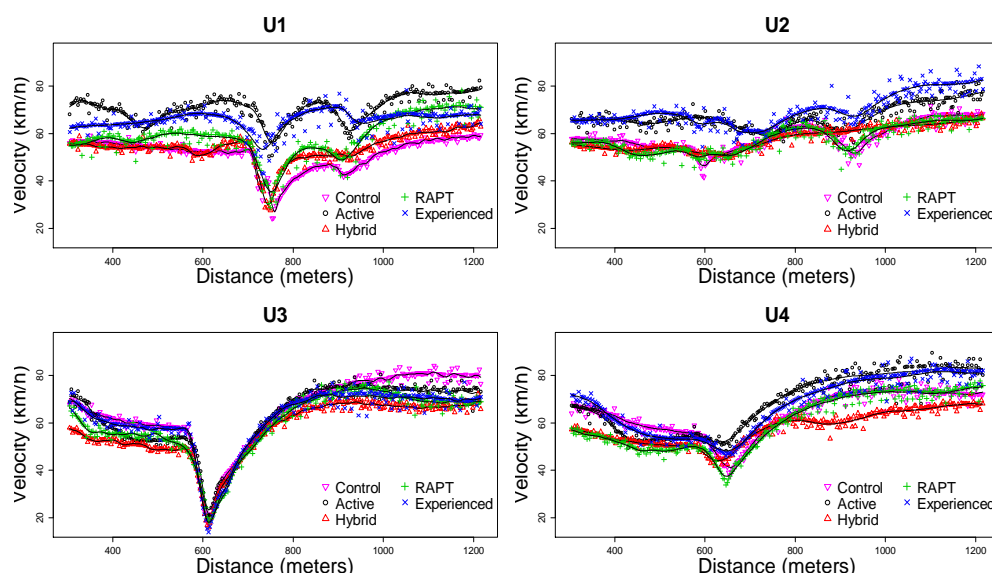 U1
Velocity (km/h)
80
60
40
20
Control
Active
Hybrid
RAPT
Experienced
400 600 800 1000 1200
Distance (meters)
U2
Velocity (km/h)
80
60
40
20
Control
Active
Hybrid
RAPT
Experienced
400 600 800 1000 1200
Distance (meters)
U3
Velocity (km/h)
80
60
40
20
Control
Active
Hybrid
RAPT
Experienced
400 600 800 1000 1200
Distance (meters)
U4
Velocity (km/h)
80
60
40
20
Control
Active
Hybrid
RAPT
Experienced
400 600 800 1000 1200
Distance (meters)